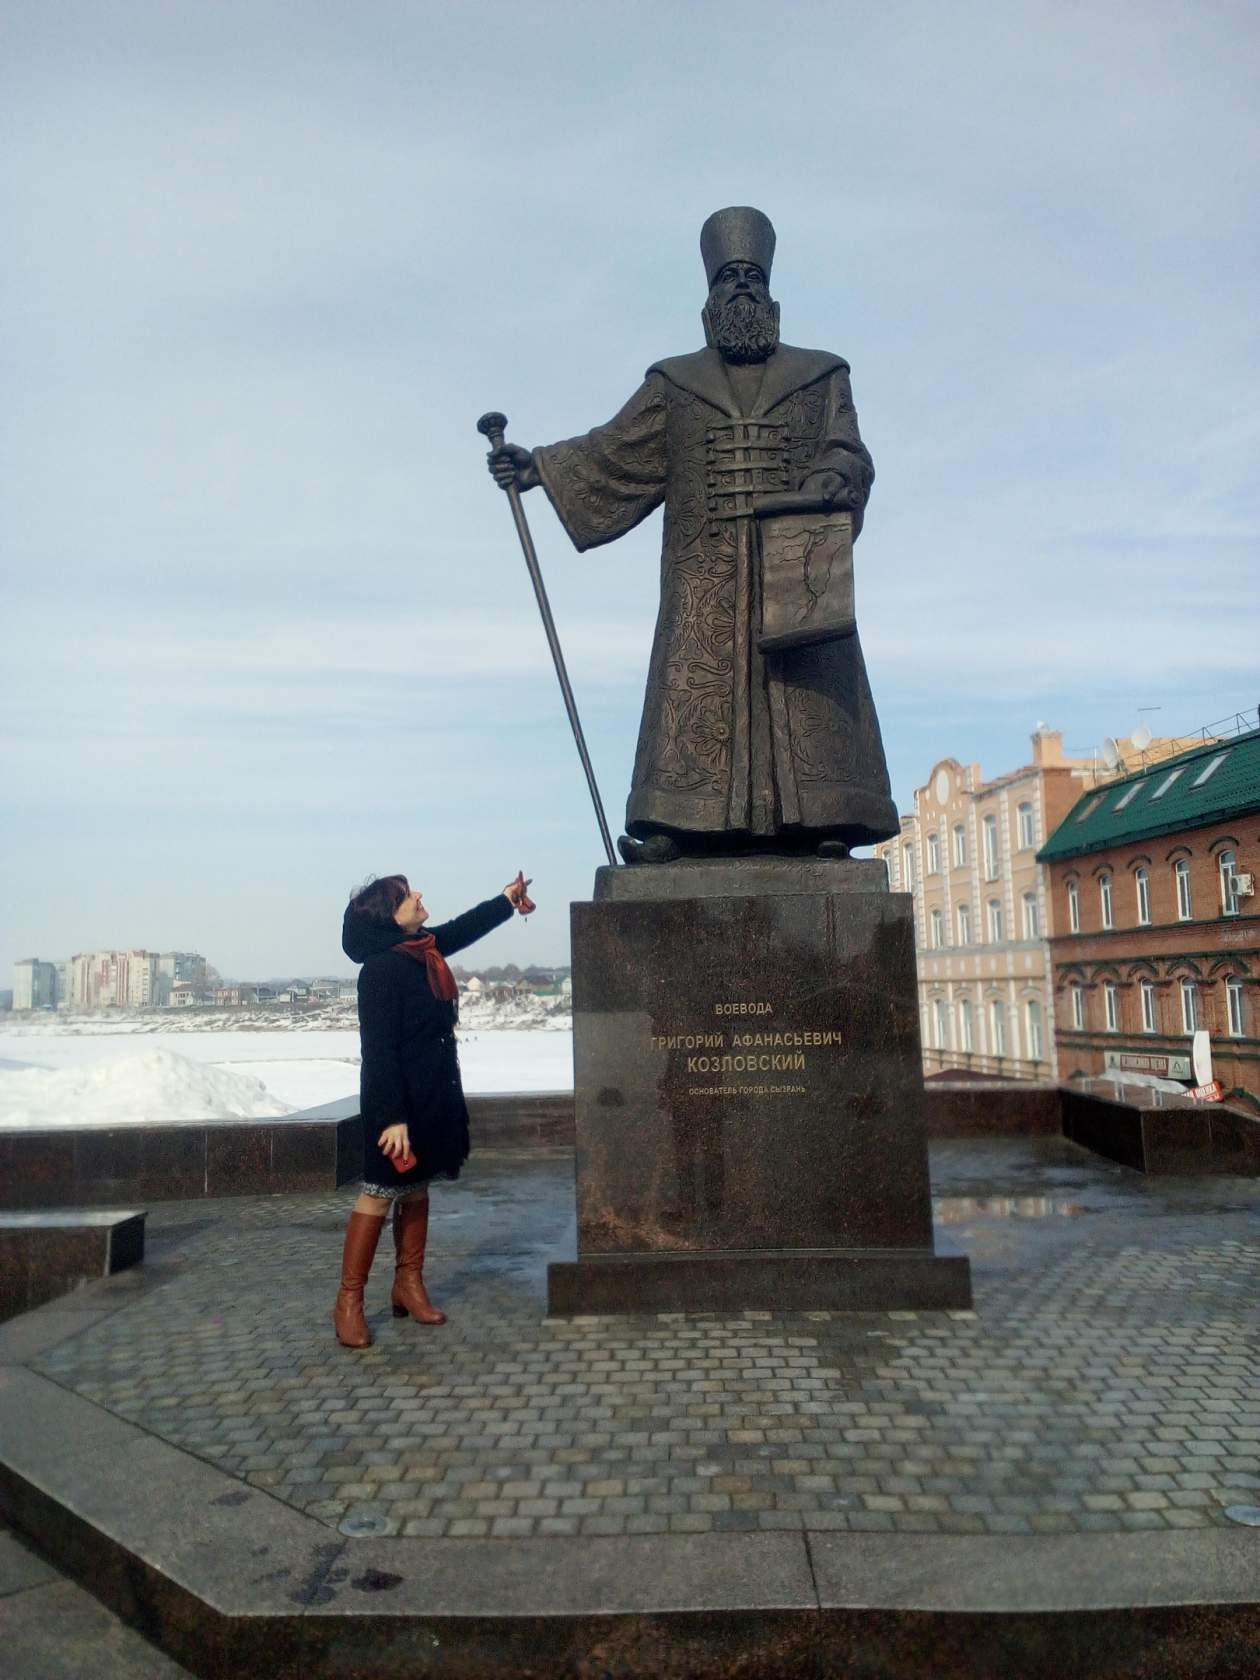 ВОЕВОДА
ГРИГОРИЙ АФАНАСЬЕВИЧ
КОЗЛОВСКИЙ
ОСНОВАТЕЛЬ ГОРОДА СЫЗРАНЬ